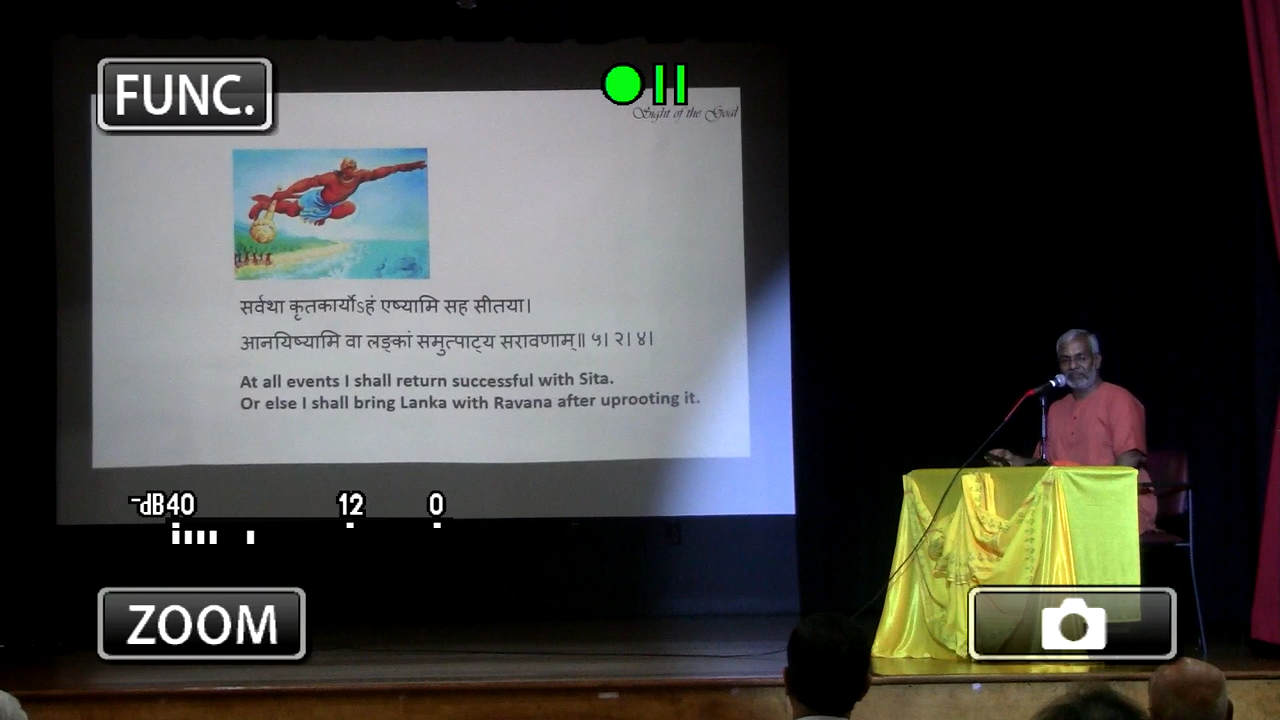 FUNC.
Sight of the Goal
सर्वथा कृतकार्योऽहं एष्यामि सह सीतया।
आनयिष्यामि वा लङ्कां समुत्पाट्य सरावणाम्॥ ५। २। ४।
At all events I shall return successful with Sita.
Or else I shall bring Lanka with Ravana after uprooting it.
-dB40 12 0
ZOOM